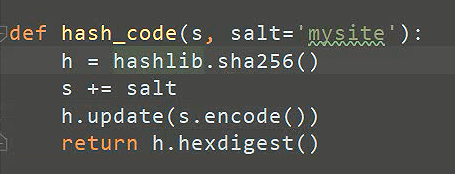 def hash_code(s, salt='mysite'):
    h = hashlib.sha256()
    s += salt
    h.update(s.encode())
    return h.hexdigest()